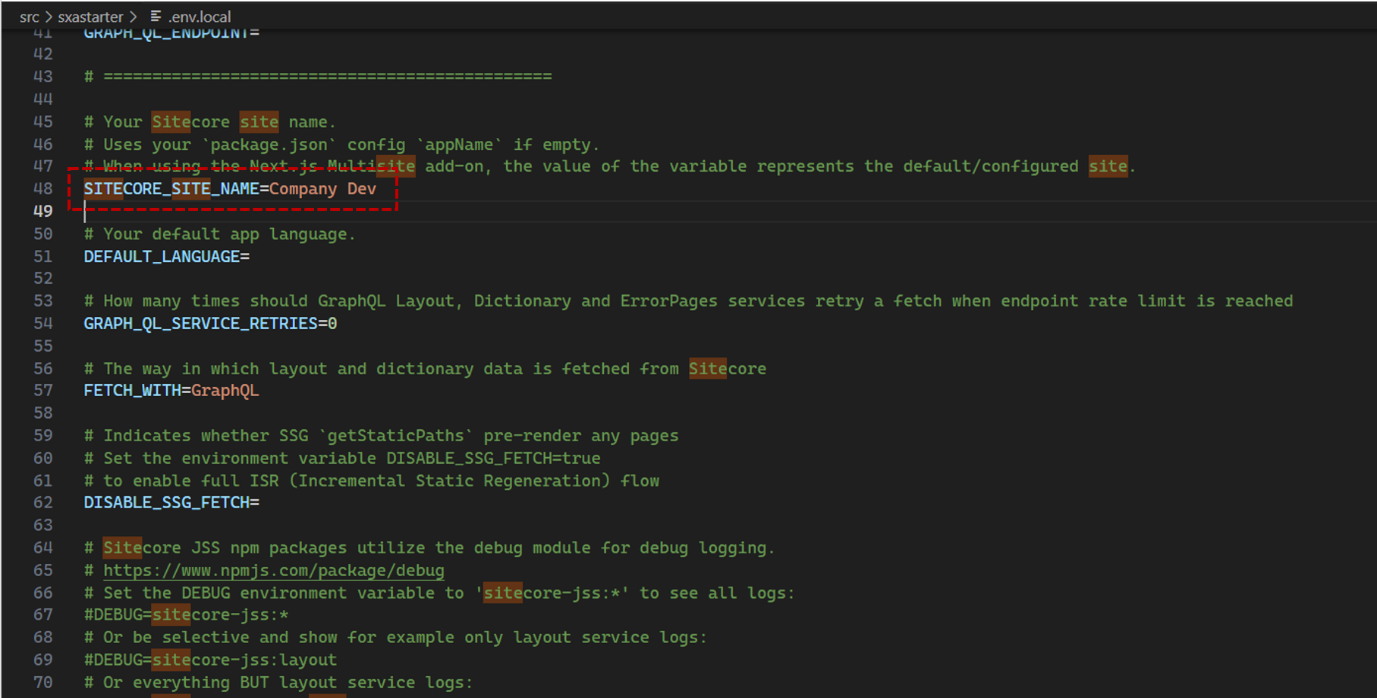 src > sxastarter > .env.local
41 GRAPH_QL_ENDPOINT=
42
43 # ==============================================
44
45 # Your Sitecore site name.
46 # Uses your `package.json` config `appName` if empty.
47 # When using the Next.js Multisite add-on, the value of the variable represents the default/configured site.
48 SITECORE_SITE_NAME=Company Dev
49
50 # Your default app language.
51 DEFAULT_LANGUAGE=
52
53 # How many times should GraphQL Layout, Dictionary and ErrorPages services retry a fetch when endpoint rate limit is reached
54 GRAPH_QL_SERVICE_RETRIES=0
55
56 # The way in which layout and dictionary data is fetched from Sitecore
57 FETCH_WITH=GraphQL
58
59 # Indicates whether SSG `getStaticPaths` pre-render any pages
60 # Set the environment variable DISABLE_SSG_FETCH=true
61 # to enable full ISR (Incremental Static Regeneration) flow
62 DISABLE_SSG_FETCH=
63
64 # Sitecore JSS npm packages utilize the debug module for debug logging.
65 # https://www.npmjs.com/package/debug
66 # Set the DEBUG environment variable to 'sitecore-jss:*' to see all logs:
67 #DEBUG=sitecore-jss:*
68 # Or be selective and show for example only layout service logs:
69 #DEBUG=sitecore-jss:layout
70 # Or everything BUT layout service logs: